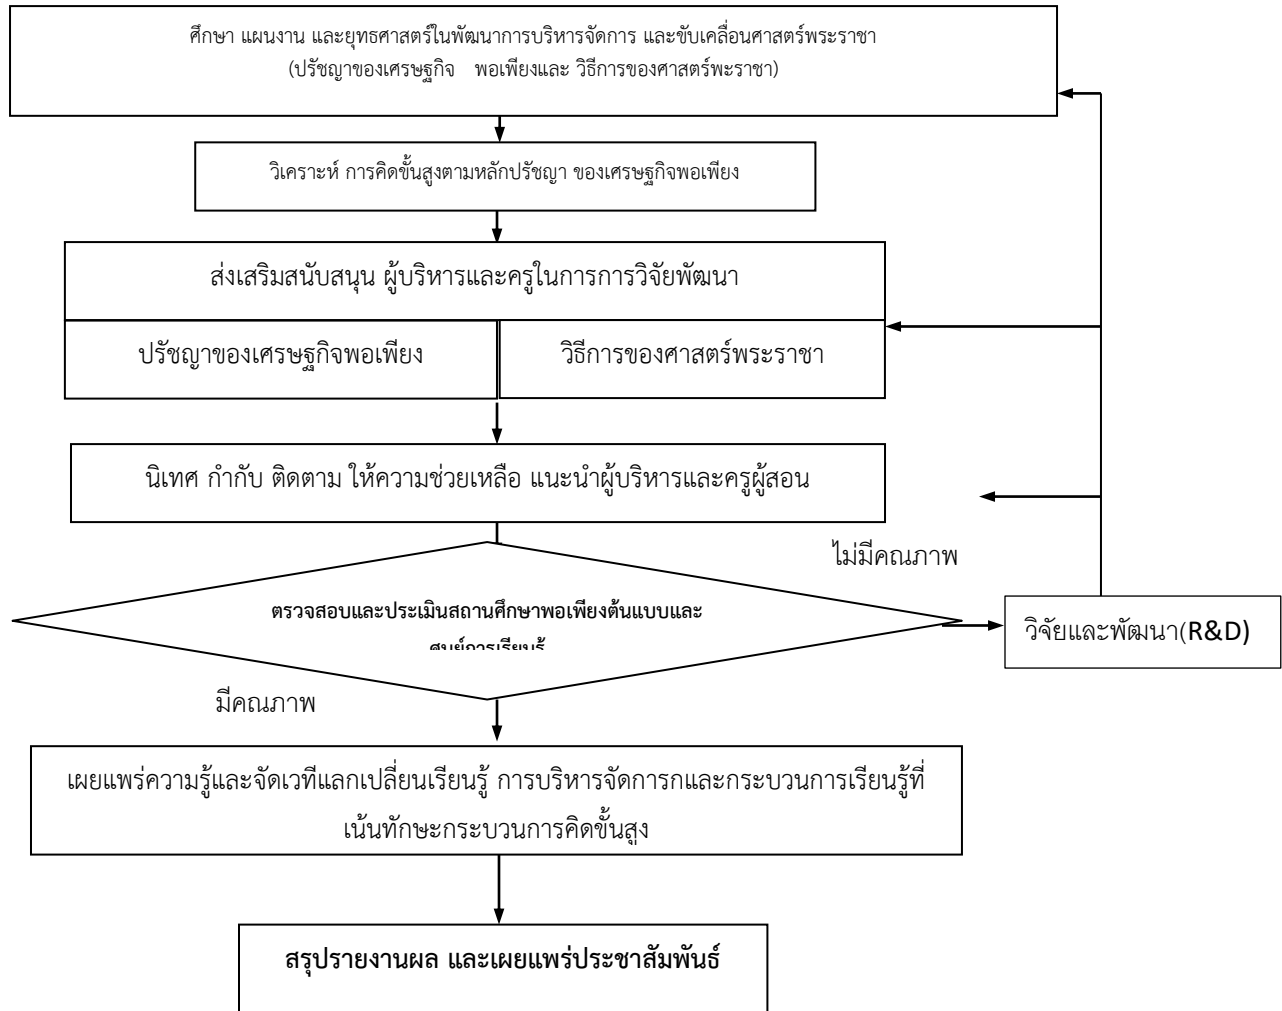 ศึกษา แผนงาน และยุทธศาสตร์ในพัฒนาการบริหารจัดการ และขับเคลื่อนศาสตร์พระราชา
(ปรัชญาของเศรษฐกิจ พอเพียงและ วิธีการของศาสตร์พะราชา)
วิเคราะห์ การคิดขั้นสูงตามหลักปรัชญา ของเศรษฐกิจพอเพียง
ส่งเสริมสนับสนุน ผู้บริหารและครูในการการวิจัยพัฒนา
ปรัชญาของเศรษฐกิจพอเพียง
วิธีการของศาสตร์พระราชา
นิเทศ กำกับ ติดตาม ให้ความช่วยเหลือ แนะนำผู้บริหารและครูผู้สอน
ไม่มีคณภาพ
ตรวจสอบและประเมินสถานศึกษาพอเพียงต้นแบบและ
ศูนย์การเรียนรู้
วิจัยและพัฒนา(R&D)
มีคณภาพ
เผยแพร่ความรู้และจัดเวทีแลกเปลี่ยนเรียนรู้ การบริหารจัดการกและกระบวนการเรียนรู้ที่
เน้นทักษะกระบวนการคิดขั้นสูง
สรุปรายงานผล และเผยแพร่ประชาสัมพันธ์